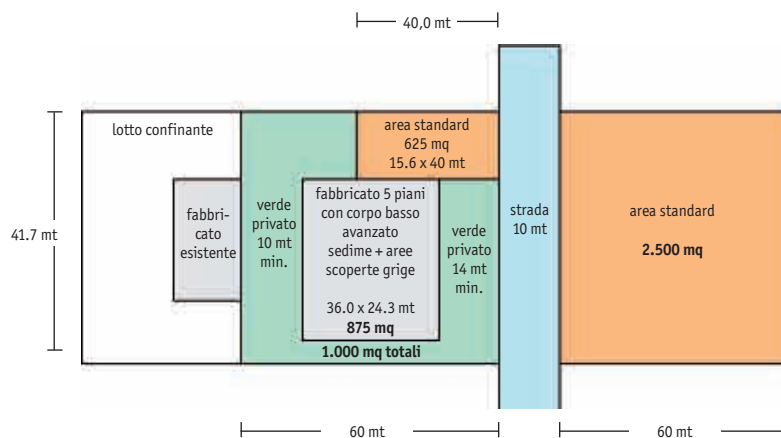 40,0 mt
lotto confinante
area standard
625 mq
15.6 x 40 mt
41.7 mt
fabbri-
cato
esistente
verde
privato
10 mt
min.
fabbricato 5 piani
con corpo basso
avanzato
sedime + aree
scoperte grige
36.0 x 24.3 mt
875 mq
verde
privato
14 mt
min.
1.000 mq totali
strada
10 mt
area standard
2.500 mq
60 mt
60 mt